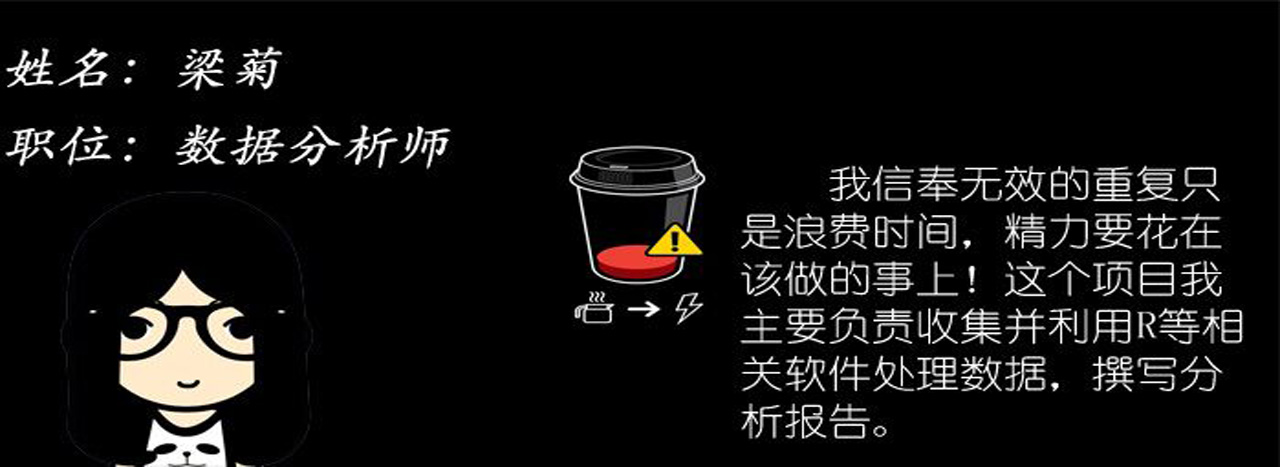 姓名：梁菊
职位：数据分析师
我信奉无效的重复只
是浪费时间，精力要花在
该做的事上！这个项目我
主要负责收集并利用R等相
关软件处理数据，撰写分
析报告。